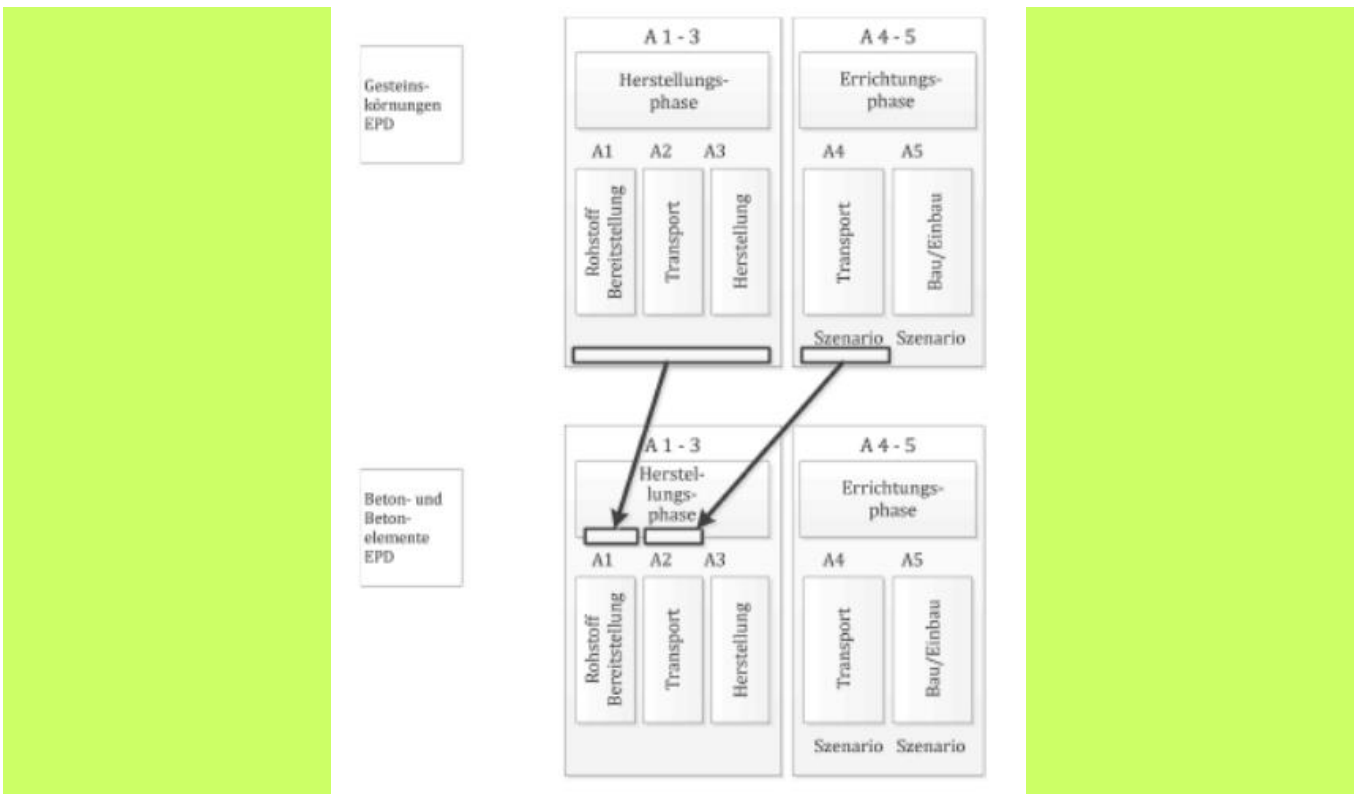 Gesteins-
körnungen
EPD
A 1 - 3
Herstellungs-
phase
A1 A2 A3
Rohstoff
Bereitstellung
Transport
Herstellung
A 4 - 5
Errichtungs-
phase
A4 A5
Transport
Bau/Einbau
Szenario Szenario
Beton- und
Beton-
elemente
EPD
A 1 - 3
Herstel-
lungs-
phase
A1 A2 A3
Rohstoff
Bereitstellung
Transport
Herstellung
A 4 - 5
Errichtungs-
phase
A4 A5
Transport
Bau/Einbau
Szenario Szenario